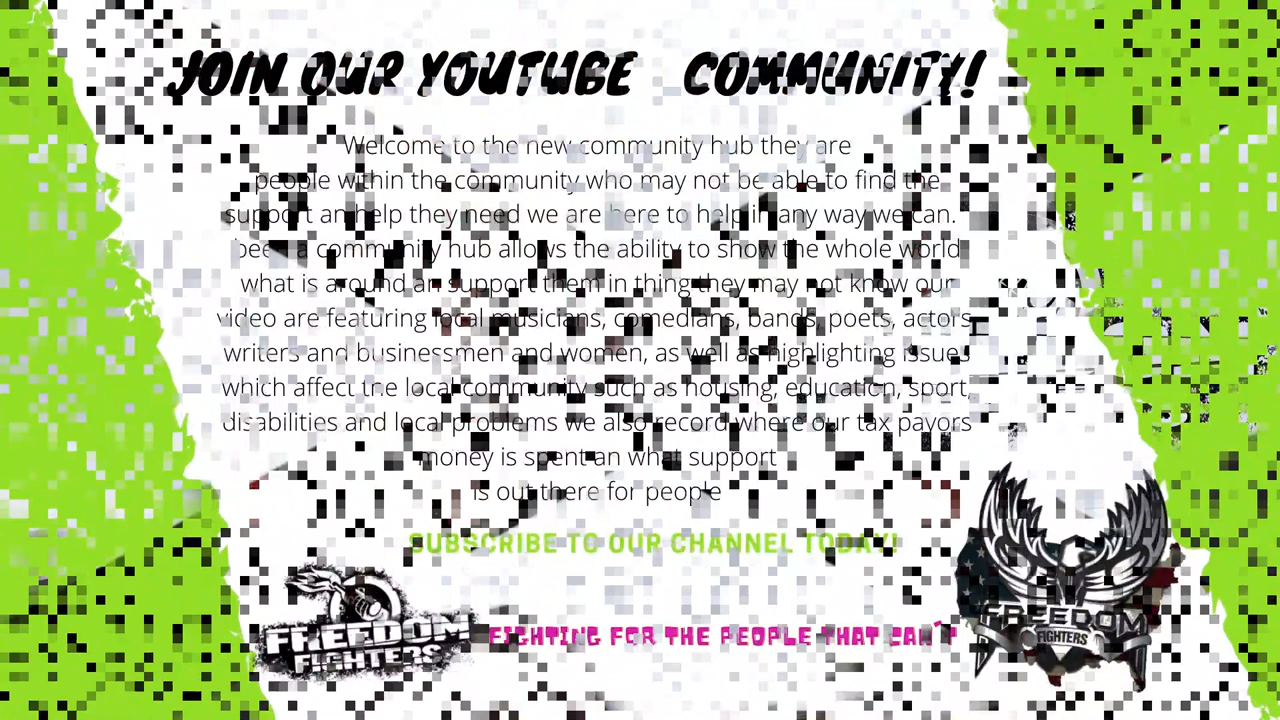 JOIN OUR YOUTUBE COMMUNITY!
Welcome to the new community hub they are
people within the community who may not be able to find the
support an help they need we are here to help in any way we can.
been a community hub allows the ability to show the whole world
what is around an support them in thing they may not know our
video are featuring local musicians, comedians, bands, poets, actors
writers and businessmen and women, as well as highlighting issues
which affect the local community such as housing, education, sport,
disabilities and local problems we also record where our tax payors
money is spent an what support
is out there for people
SUBSCRIBE TO OUR CHANNEL TODAY!
FREEDOM
FIGHTERS
FIGHTING FOR THE PEOPLE THAT CAN'T
FREEDOM
FIGHTERS